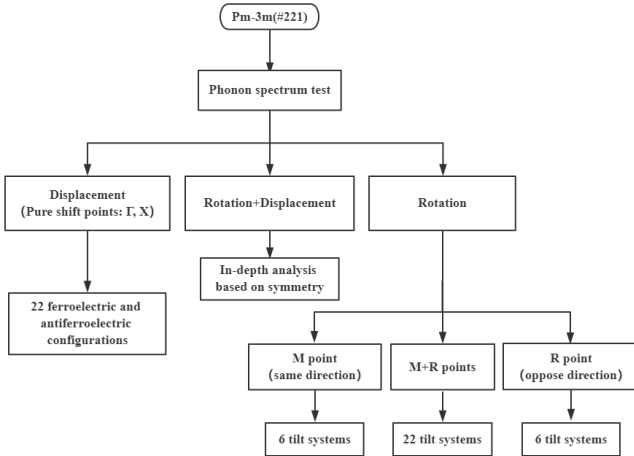 Pm-3m(#221)
Phonon spectrum test
Displacement
(Pure shift points: Γ, X)
Rotation+Displacement
Rotation
In-depth analysis
based on symmetry
22 ferroelectric and
antiferroelectric
configurations
M point
(same direction)
M+R points
R point
(oppose direction)
6 tilt systems
22 tilt systems
6 tilt systems